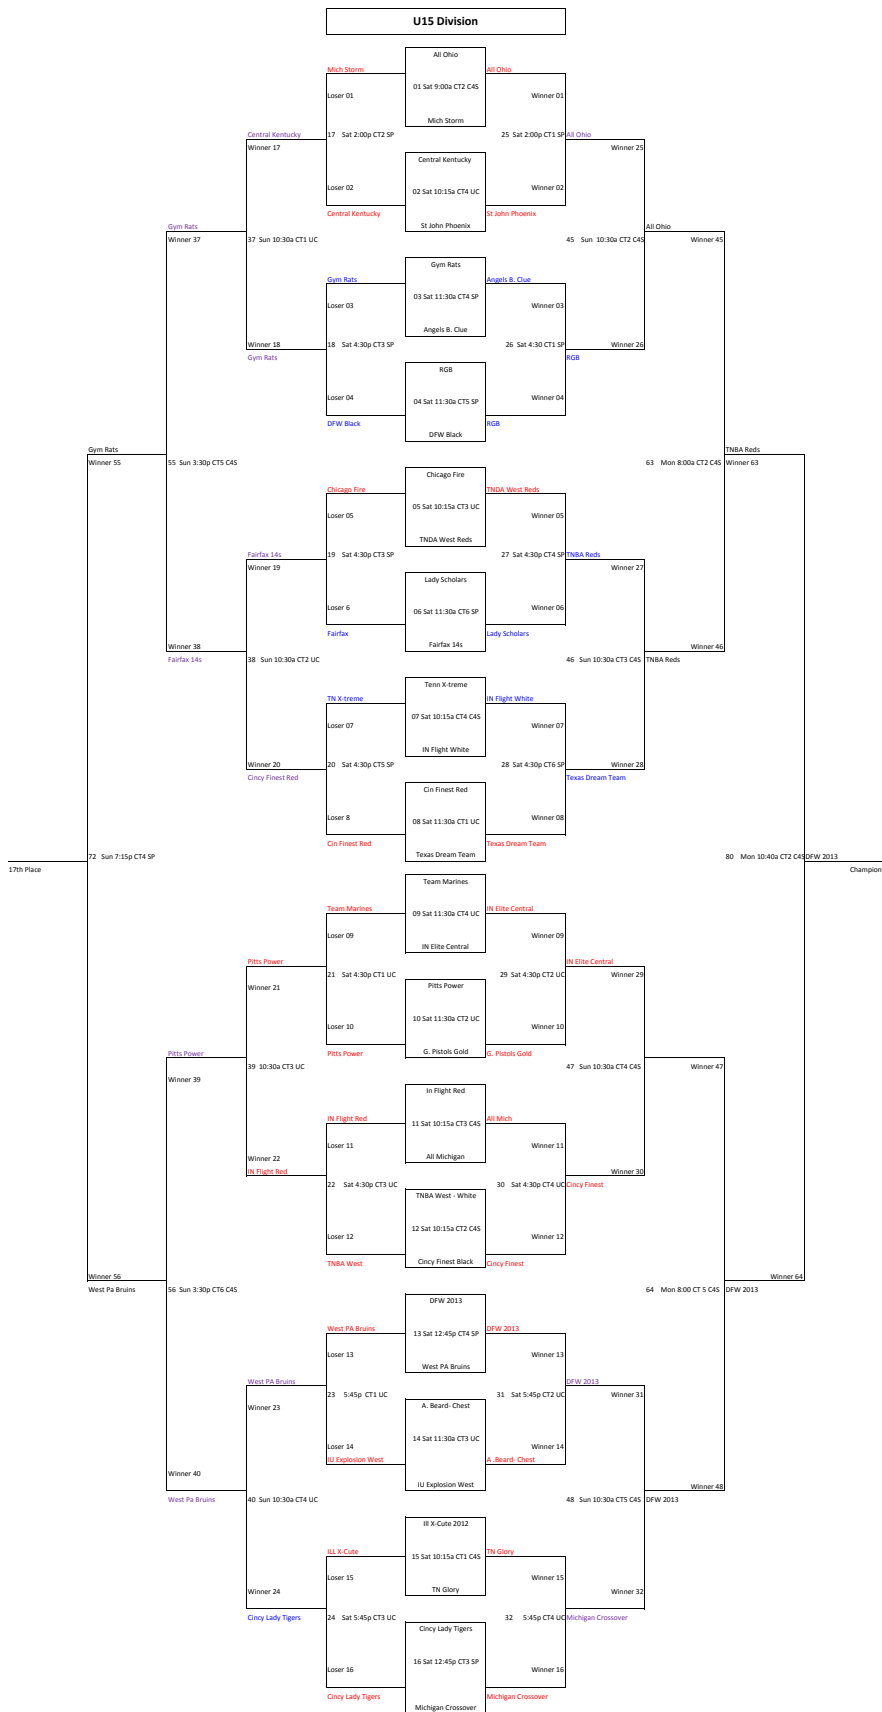 U15 Division
All Ohio
Mich Storm
All Ohio
01 Sat 9:00a CT2 C4S
Loser 01
Winner 01
Mich Storm
Central Kentucky
17 Sat 2:00p CT2 SP
25 Sat 2:00p CT1 SP
All Ohio
Winner 17
Winner 25
Central Kentucky
Loser 02
02 Sat 10:15a CT4 UC
Winner 02
Central Kentucky
St John Phoenix
St John Phoenix
Gym Rats
All Ohio
Winner 37
37 Sun 10:30a CT1 UC
45 Sun 10:30a CT2 C4S
Winner 45
Gym Rats
Gym Rats
Angels B. Clue
03 Sat 11:30a CT4 SP
Loser 03
Winner 03
Angels B. Clue
Winner 18
18 Sat 4:30p CT3 SP
26 Sat 4:30 CT1 SP
Winner 26
Gym Rats
RGB
RGB
Loser 04
04 Sat 11:30a CT5 SP
Winner 04
DFW Black
RGB
DFW Black
Gym Rats
TNBA Reds
Winner 55
55 Sun 3:30p CT5 C4S
63 Mon 8:00a CT2 C4S
Winner 63
Chicago Fire
Chicago Fire
TNDA West Reds
05 Sat 10:15a CT3 UC
Loser 05
Winner 05
TNDA West Reds
Fairfax 14s
19 Sat 4:30p CT3 SP
27 Sat 4:30p CT4 SP
TNBA Reds
Winner 19
Winner 27
Lady Scholars
Loser 6
06 Sat 11:30a CT6 SP
Winner 06
Fairfax
Lady Scholars
Fairfax 14s
Winner 38
Winner 46
Fairfax 14s
38 Sun 10:30a CT2 UC
46 Sun 10:30a CT3 C4S
TNBA Reds
Tenn X-treme
TN X-treme
IN Flight White
07 Sat 10:15a CT4 C4S
Loser 07
Winner 07
IN Flight White
Winner 20
20 Sat 4:30p CT5 SP
28 Sat 4:30p CT6 SP
Winner 28
Cincy Finest Red
Texas Dream Team
Cin Finest Red
Loser 8
08 Sat 11:30a CT1 UC
Winner 08
Cin Finest Red
Texas Dream Team
Texas Dream Team
72 Sun 7:15p CT4 SP
80 Mon 10:40a CT2 C4S
DFW 2013
17th Place
Champion
Team Marines
Team Marines
IN Elite Central
09 Sat 11:30a CT4 UC
Loser 09
Winner 09
IN Elite Central
Pitts Power
IN Elite Central
21 Sat 4:30p CT1 UC
29 Sat 4:30p CT2 UC
Winner 29
Winner 21
Pitts Power
Loser 10
10 Sat 11:30a CT2 UC
Winner 10
Pitts Power
G. Pistols Gold
G. Pistols Gold
Pitts Power
39 10:30a CT3 UC
47 Sun 10:30a CT4 C4S
Winner 47
Winner 39
In Flight Red
IN Flight Red
All Mich
11 Sat 10:15a CT3 C4S
Loser 11
Winner 11
All Michigan
Winner 22
IN Flight Red
Winner 30
22 Sat 4:30p CT3 UC
30 Sat 4:30p CT4 UC
Cincy Finest
TNBA West - White
Loser 12
12 Sat 10:15a CT2 C4S
Winner 12
TNBA West
Cincy Finest Black
Cincy Finest
Winner 56
Winner 64
West Pa Bruins
56 Sun 3:30p CT6 C4S
64 Mon 8:00 CT 5 C4S
DFW 2013
DFW 2013
West PA Bruins
DFW 2013
13 Sat 12:45p CT4 SP
Loser 13
Winner 13
West PA Bruins
West PA Bruins
DFW 2013
23 5:45p CT1 UC
31 Sat 5:45p CT2 UC
Winner 31
Winner 23
A. Beard- Chest
Loser 14
14 Sat 11:30a CT3 UC
Winner 14
IU Explosion West
A .Beard- Chest
IU Explosion West
Winner 40
Winner 48
West Pa Bruins
40 Sun 10:30a CT4 UC
48 Sun 10:30a CT5 C4S
DFW 2013
Ill X-Cute 2012
ILL X-Cute
TN Glory
15 Sat 10:15a CT1 C4S
Loser 15
Winner 15
TN Glory
Winner 24
Winner 32
Cincy Lady Tigers
24 Sat 5:45p CT3 UC
32 5:45p CT4 UC
Michigan Crossover
Cincy Lady Tigers
Loser 16
16 Sat 12:45p CT3 SP
Winner 16
Cincy Lady Tigers
Michigan Crossover
Michigan Crossover